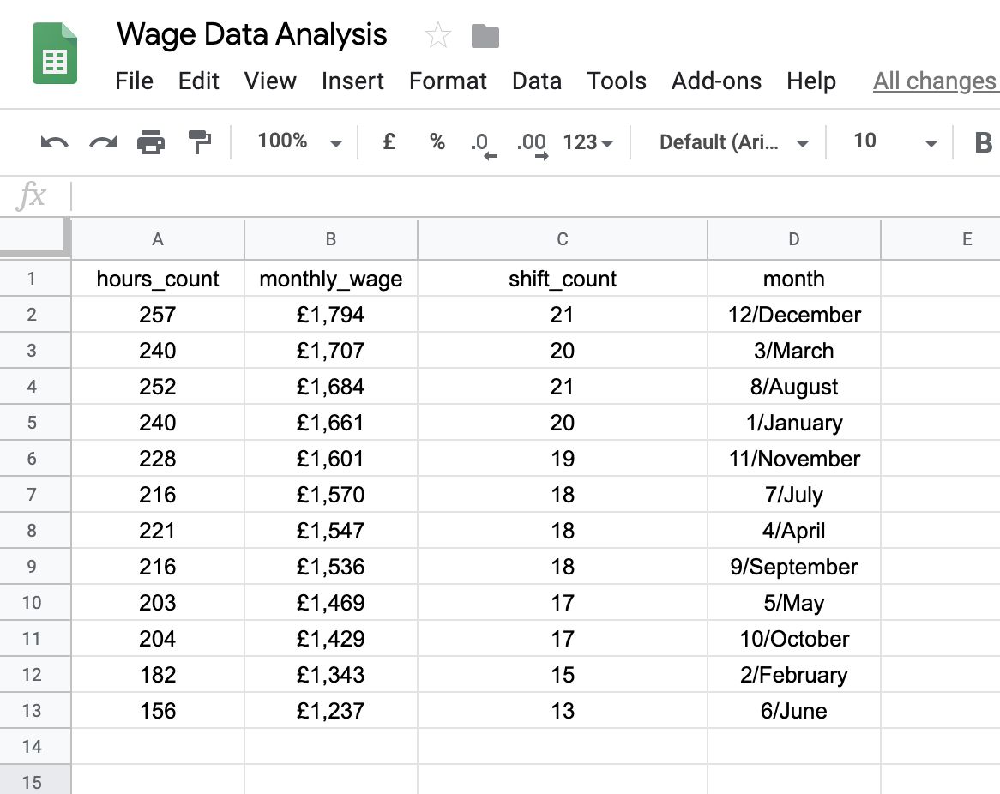 Wage Data Analysis
File Edit View Insert Format Data Tools Add-ons Help All changes
100% £ % .0 .00 123 Default (Ari... 10 B
fx
A B C D E
1 hours_count monthly_wage shift_count month
2 257 £1,794 21 12/December
3 240 £1,707 20 3/March
4 252 £1,684 21 8/August
5 240 £1,661 20 1/January
6 228 £1,601 19 11/November
7 216 £1,570 18 7/July
8 221 £1,547 18 4/April
9 216 £1,536 18 9/September
10 203 £1,469 17 5/May
11 204 £1,429 17 10/October
12 182 £1,343 15 2/February
13 156 £1,237 13 6/June
14
15